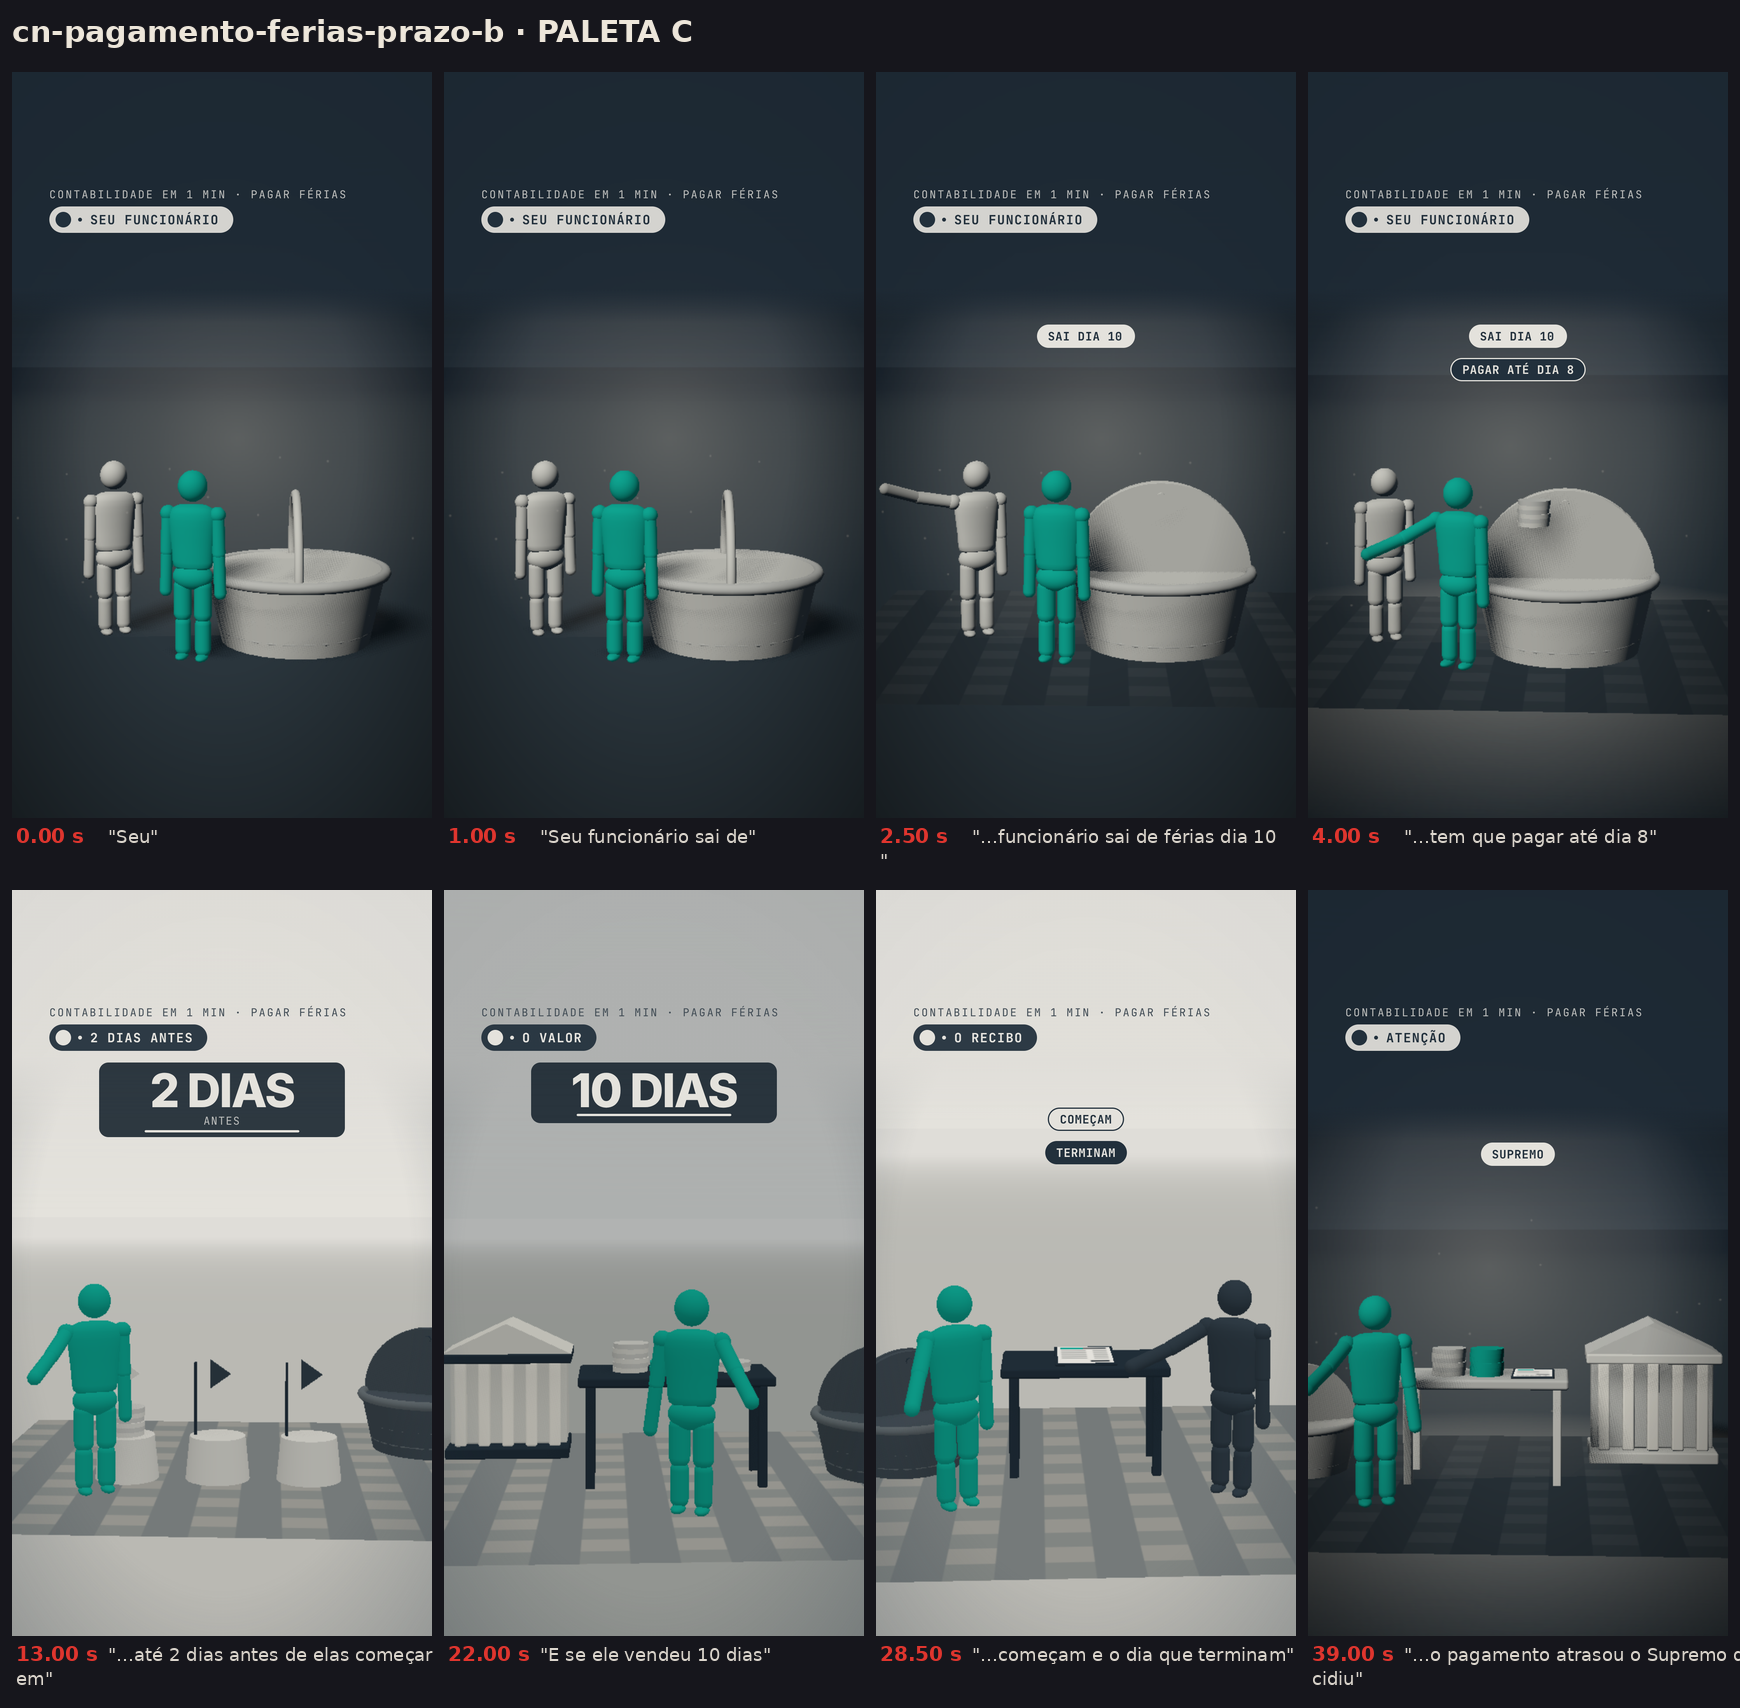 cn-pagamento-ferias-prazo-b · PALETA C
CONTABILIDADE EM 1 MIN · PAGAR FÉRIAS
• SEU FUNCIONÁRIO
0.00 s "Seu"
CONTABILIDADE EM 1 MIN · PAGAR FÉRIAS
• SEU FUNCIONÁRIO
1.00 s "Seu funcionário sai de"
CONTABILIDADE EM 1 MIN · PAGAR FÉRIAS
• SEU FUNCIONÁRIO
SAI DIA 10
2.50 s "...funcionário sai de férias dia 10
"
CONTABILIDADE EM 1 MIN · PAGAR FÉRIAS
• SEU FUNCIONÁRIO
SAI DIA 10
PAGAR ATÉ DIA 8
4.00 s "...tem que pagar até dia 8"
CONTABILIDADE EM 1 MIN · PAGAR FÉRIAS
• 2 DIAS ANTES
2 DIAS
ANTES
13.00 s "...até 2 dias antes de elas começar
em"
CONTABILIDADE EM 1 MIN · PAGAR FÉRIAS
• O VALOR
10 DIAS
22.00 s "E se ele vendeu 10 dias"
CONTABILIDADE EM 1 MIN · PAGAR FÉRIAS
• O RECIBO
COMEÇAM
TERMINAM
28.50 s "...começam e o dia que terminam"
CONTABILIDADE EM 1 MIN · PAGAR FÉRIAS
• ATENÇÃO
SUPREMO
39.00 s "...o pagamento atrasou o Supremo
cidiu"